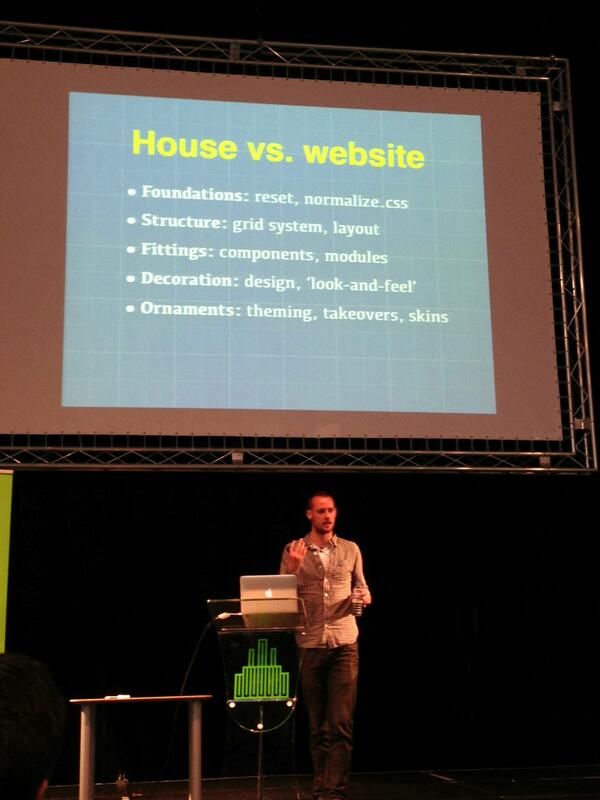 House vs. website
• Foundations: reset, normalize.css
• Structure: grid system, layout
• Fittings: components, modules
• Decoration: design, ‘look-and-feel’
• Ornaments: theming, takeovers, skins